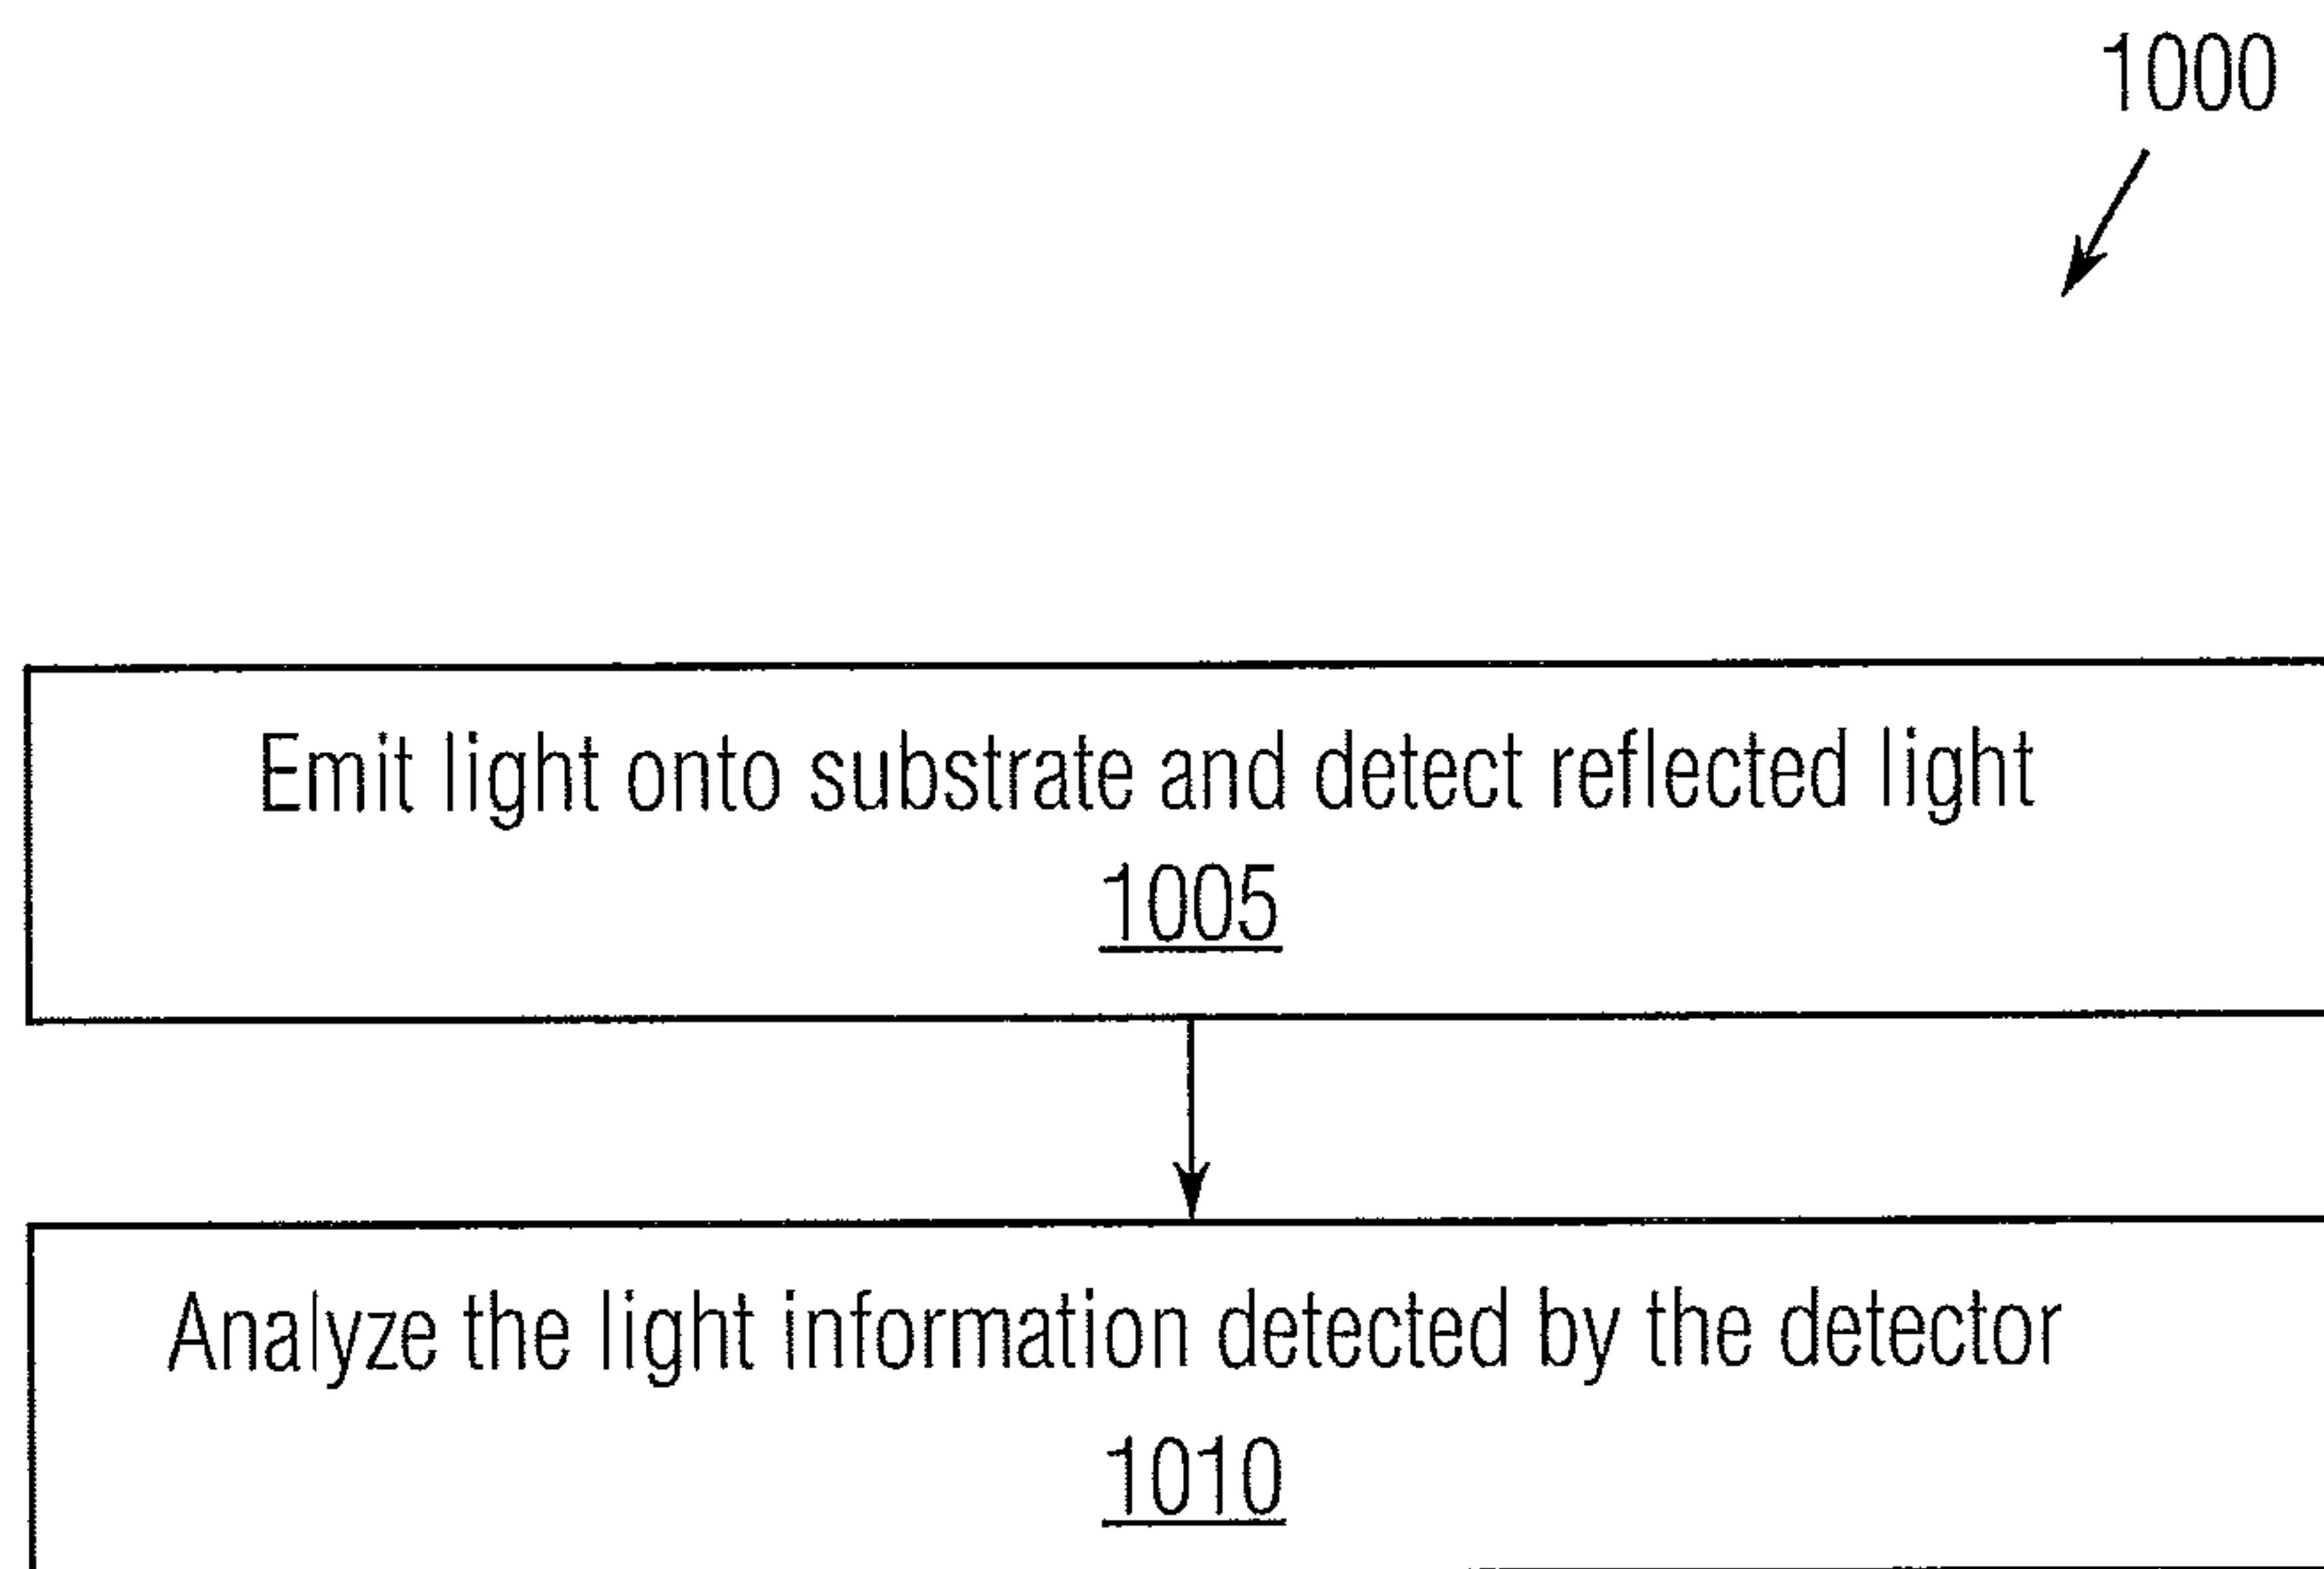 1000
Emit light onto substrate and detect reflected light
1005
Analyze the light information detected by the detector
1010